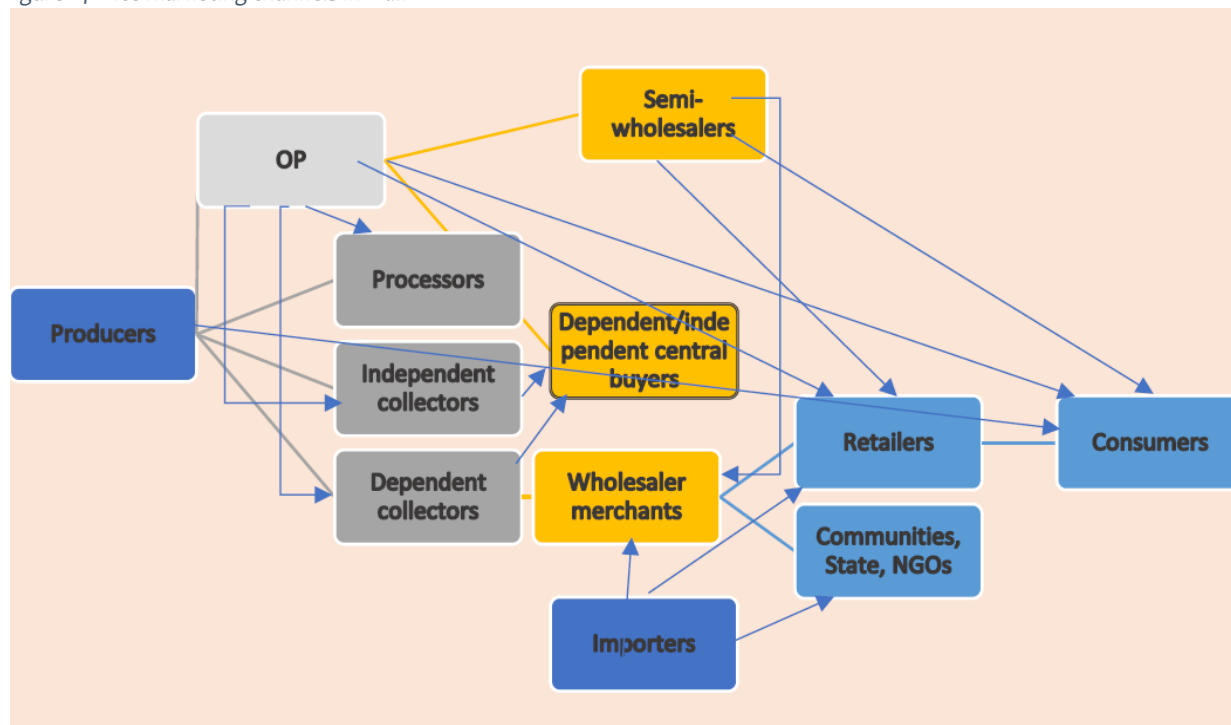 Semi-
wholesalers
OP
Processors
Producers
Dependent/inde
pendent central
buyers
Independent
collectors
Retailers
Consumers
Dependent
collectors
Wholesaler
merchants
Communities,
State, NGOs
Importers